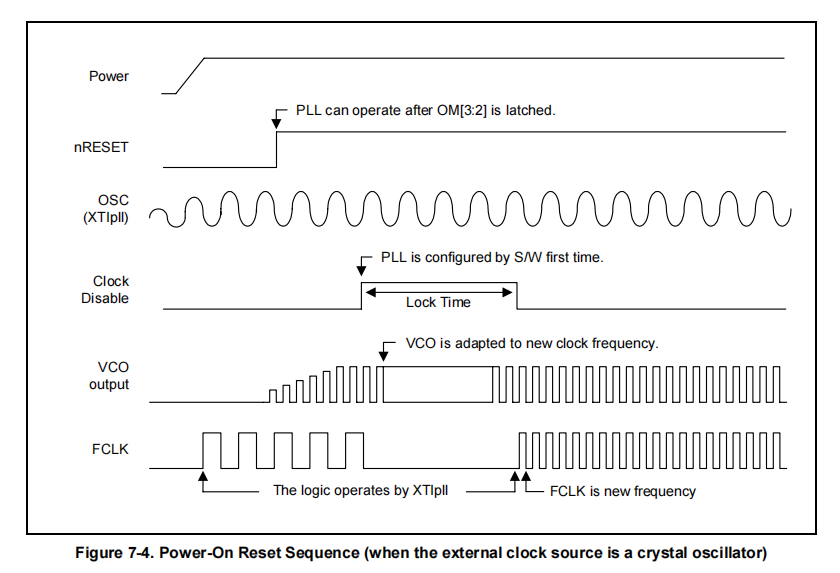 Power
PLL can operate after OM[3:2] is latched.
nRESET
OSC
(XTIpll)
PLL is configured by S/W first time.
Clock
Disable
Lock Time
VCO is adapted to new clock frequency.
VCO
output
FCLK
The logic operates by XTIpll
FCLK is new frequency
Figure 7-4. Power-On Reset Sequence (when the external clock source is a crystal oscillator)